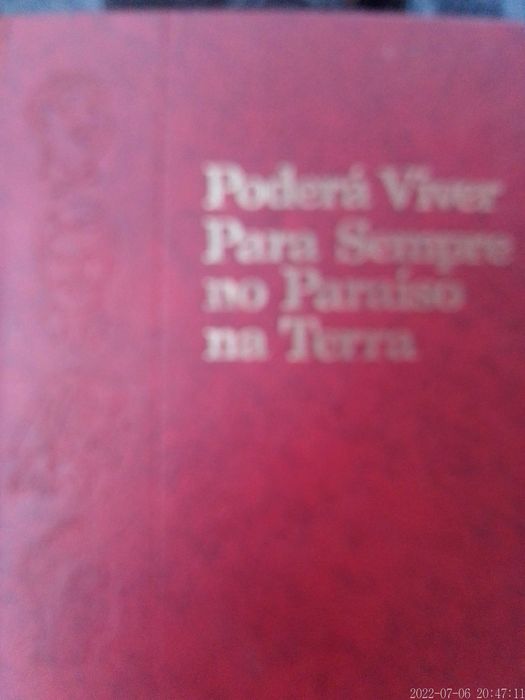 Poderá Viver
Para Sempre
no Paraíso
na Terra
2022-07-06 20:47:11